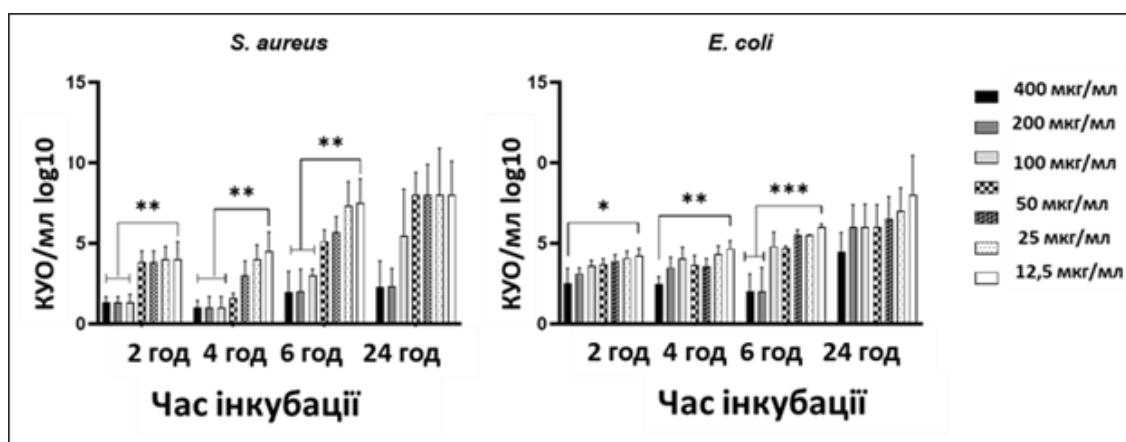 S. aureus
15
10
5
0
КУО/мл log10
**
**
**
2 год 4 год 6 год 24 год
Час інкубації
E. coli
15
0
5
0
КУО/мл log10
*
**
***
2 год 4 год 6 год 24 год
Час інкубації
400 мкг/мл
200 мкг/мл
100 мкг/мл
50 мкг/мл
25 мкг/мл
12,5 мкг/мл